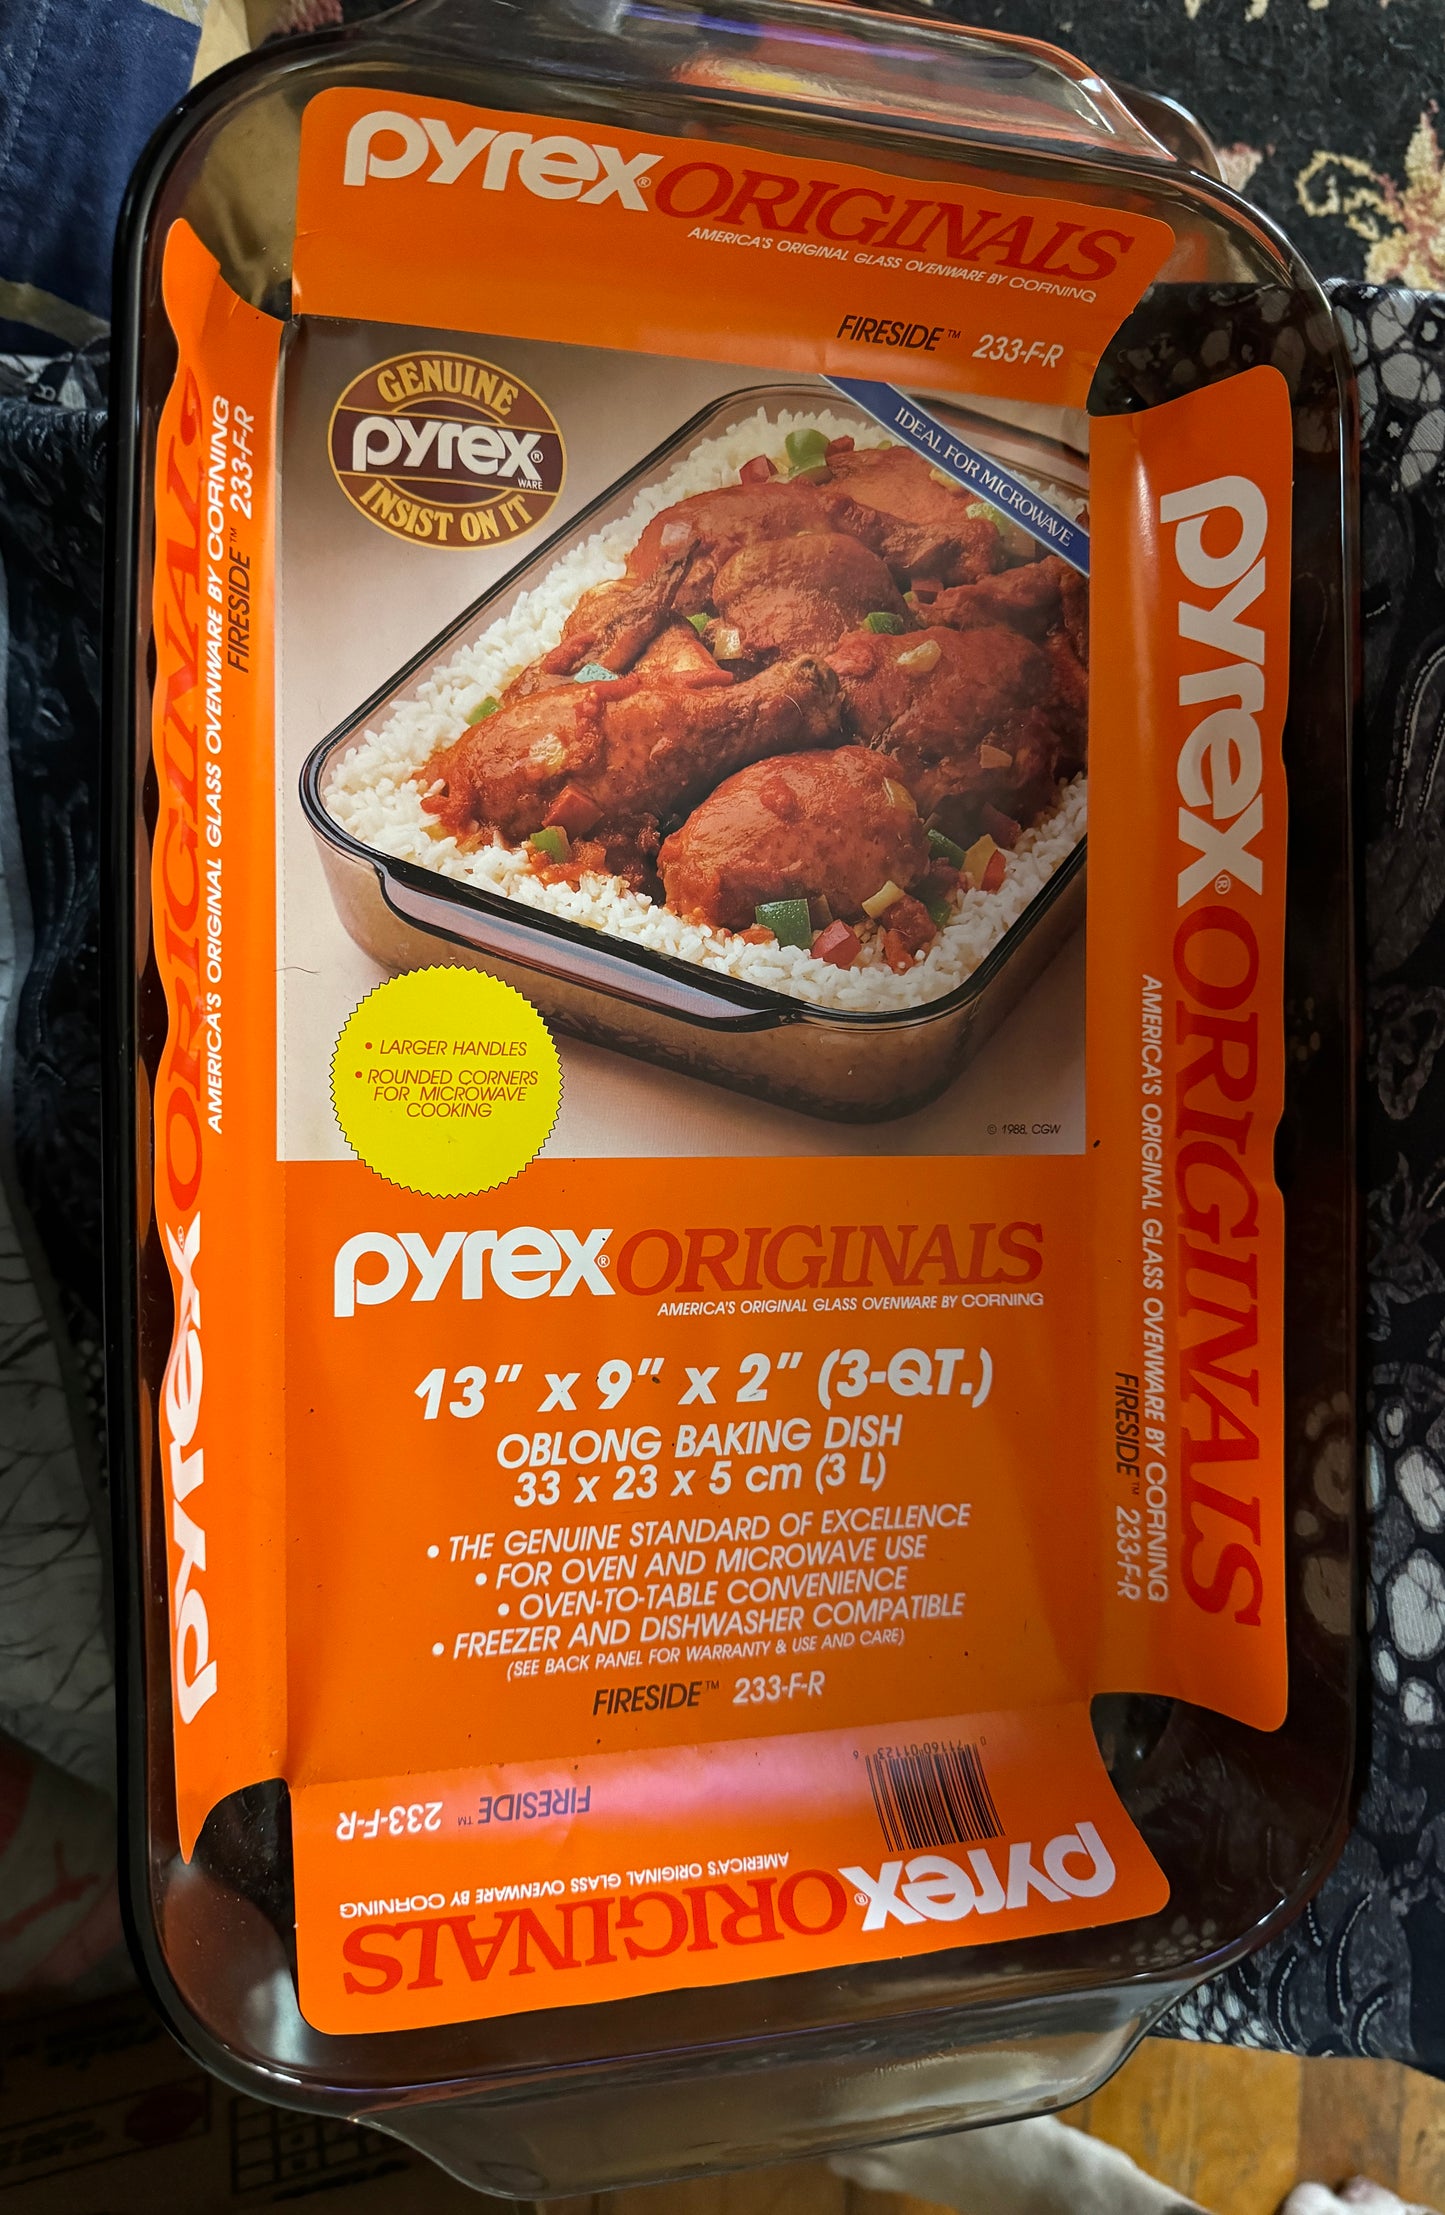 pyrex® ORIGINALS
AMERICA'S ORIGINAL GLASS OVENWARE BY CORNING
FIRESIDE™ 233-F-R
GENUINE
pyrex®
WARE
INSIST ON IT
IDEAL FOR MICROWAVE
• LARGER HANDLES
• ROUNDED CORNERS
FOR MICROWAVE
COOKING
© 1988, CGW
pyrex® ORIGINALS
AMERICA'S ORIGINAL GLASS OVENWARE BY CORNING
13" x 9" x 2" (3-QT.)
OBLONG BAKING DISH
33 x 23 x 5 cm (3 L)
• THE GENUINE STANDARD OF EXCELLENCE
• FOR OVEN AND MICROWAVE USE
• OVEN-TO-TABLE CONVENIENCE
• FREEZER AND DISHWASHER COMPATIBLE
(SEE BACK PANEL FOR WARRANTY & USE AND CARE)
FIRESIDE™ 233-F-R
pyrex® ORIGINALS
AMERICA'S ORIGINAL GLASS OVENWARE BY CORNING
FIRESIDE™ 233-F-R
pyrex® ORIGINALS
AMERICA'S ORIGINAL GLASS OVENWARE BY CORNING
FIRESIDE™ 233-F-R
0 71160 01123 6
FIRESIDE™ 233-F-R
AMERICA'S ORIGINAL GLASS OVENWARE BY CORNING
pyrex® ORIGINALS